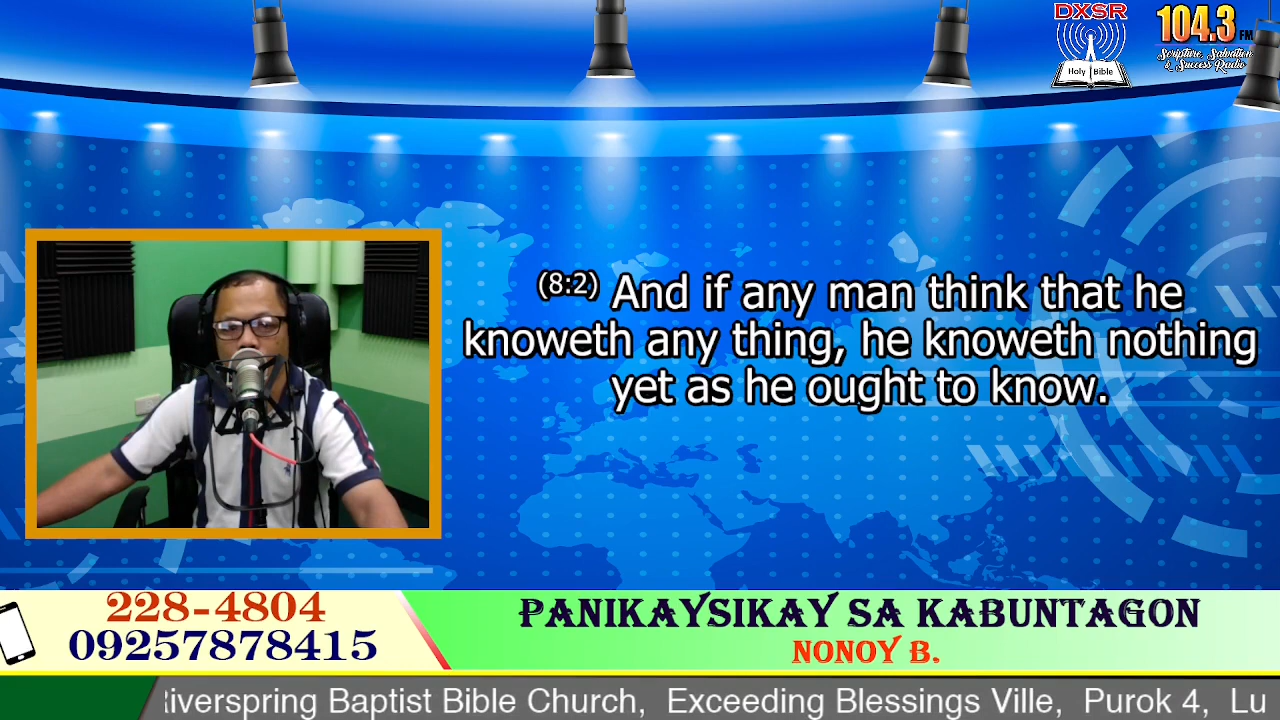 DXSR
Holy Bible
104.3 FM
Scripture, Salvation
& Success Radio
(8:2) And if any man think that he
knoweth any thing, he knoweth nothing
yet as he ought to know.
228-4804
09257878415
PANIKAYSIKAY SA KABUNTAGON
NONOY B.
iverspring Baptist Bible Church, Exceeding Blessings Ville, Purok 4, Lu